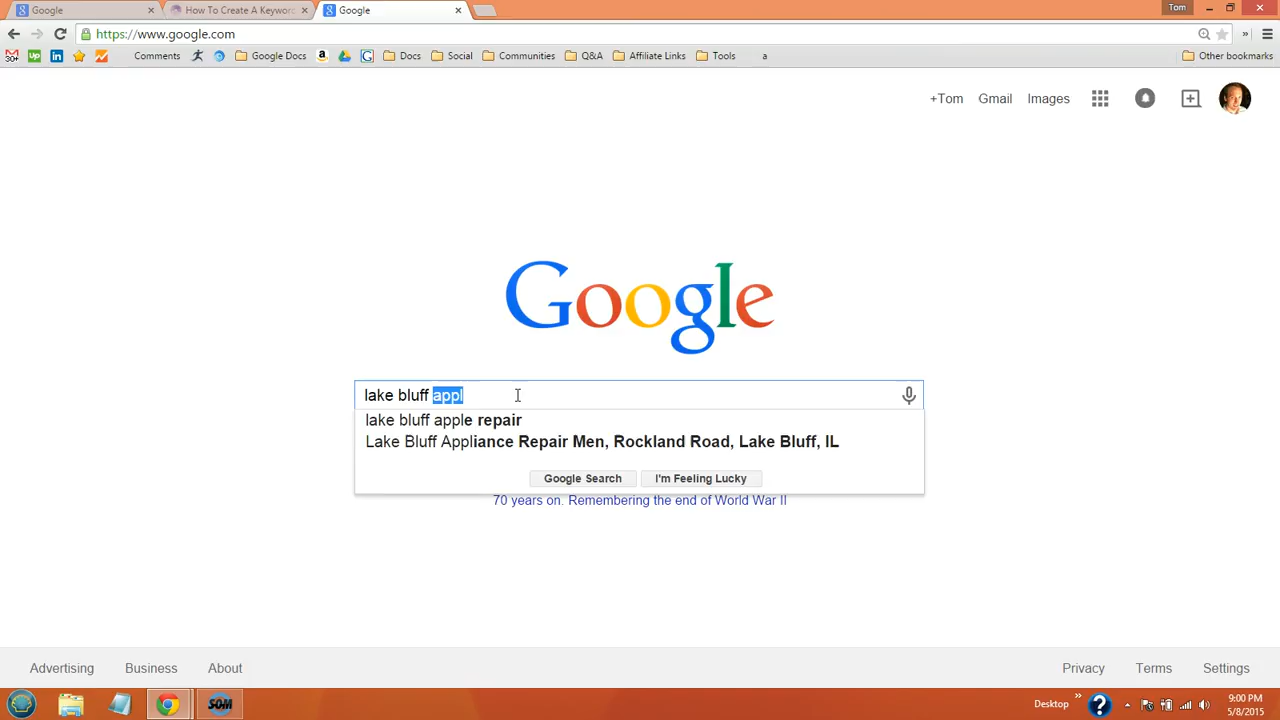 Google
How To Create A Keyword
Google
Tom
https://www.google.com
Comments
Google Docs
Docs
Social
Communities
Q&A
Affiliate Links
Tools
a
Other bookmarks
+Tom
Gmail
Images
Google
lake bluff appl
lake bluff apple repair
Lake Bluff Appliance Repair Men, Rockland Road, Lake Bluff, IL
Google Search
I'm Feeling Lucky
70 years on. Remembering the end of World War II
Advertising
Business
About
Privacy
Terms
Settings
SOM
Desktop
9:00 PM
5/8/2015